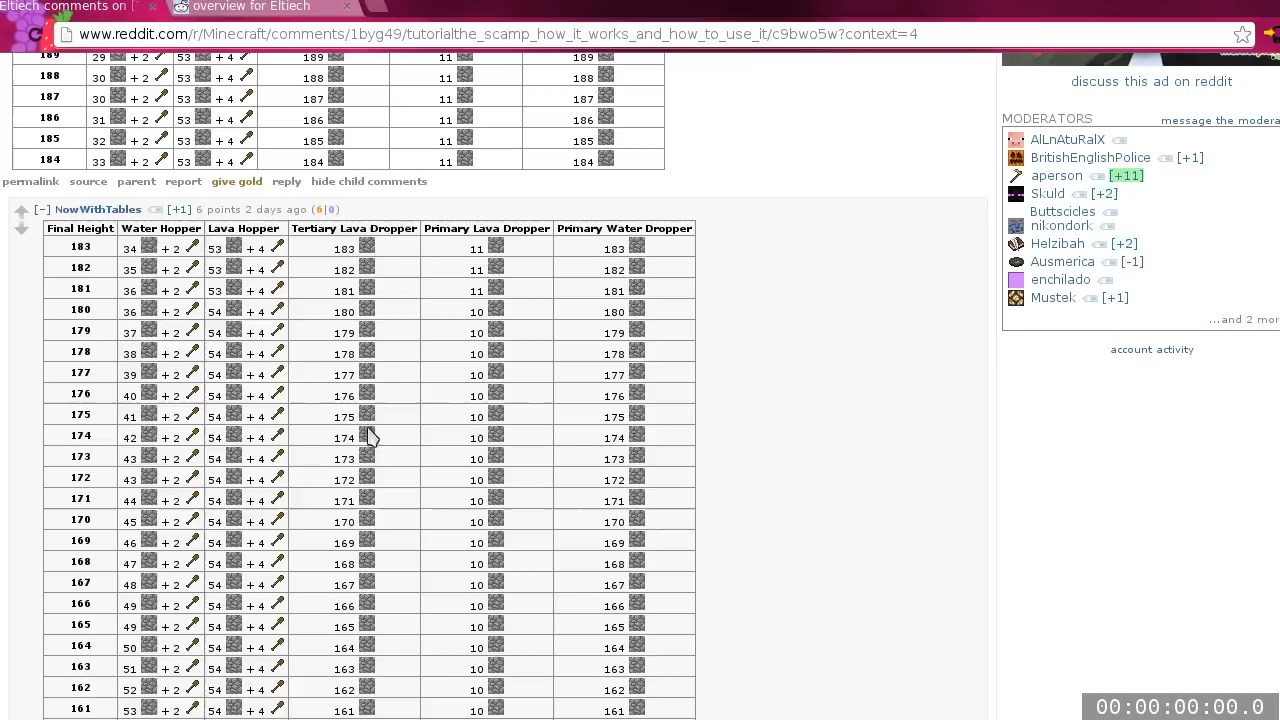 Eltiech comments on [
overview for Eltiech
www.reddit.com/r/Minecraft/comments/1byg49/tutorialthe_scamp_how_it_works_and_how_to_use_it/c9bwo5w?context=4
189 29 + 2 53 + 4 189 11 189
188 30 + 2 53 + 4 188 11 188
187 30 + 2 53 + 4 187 11 187
186 31 + 2 53 + 4 186 11 186
185 32 + 2 53 + 4 185 11 185
184 33 + 2 53 + 4 184 11 184
permalink source parent report give gold reply hide child comments
[–] NowWithTables [+1] 6 points 2 days ago (6|0)
Final Height Water Hopper Lava Hopper Tertiary Lava Dropper Primary Lava Dropper Primary Water Dropper
183 34 + 2 53 + 4 183 11 183
182 35 + 2 53 + 4 182 11 182
181 36 + 2 53 + 4 181 11 181
180 36 + 2 54 + 4 180 10 180
179 37 + 2 54 + 4 179 10 179
178 38 + 2 54 + 4 178 10 178
177 39 + 2 54 + 4 177 10 177
176 40 + 2 54 + 4 176 10 176
175 41 + 2 54 + 4 175 10 175
174 42 + 2 54 + 4 174 10 174
173 43 + 2 54 + 4 173 10 173
172 43 + 2 54 + 4 172 10 172
171 44 + 2 54 + 4 171 10 171
170 45 + 2 54 + 4 170 10 170
169 46 + 2 54 + 4 169 10 169
168 47 + 2 54 + 4 168 10 168
167 48 + 2 54 + 4 167 10 167
166 49 + 2 54 + 4 166 10 166
165 49 + 2 54 + 4 165 10 165
164 50 + 2 54 + 4 164 10 164
163 51 + 2 54 + 4 163 10 163
162 52 + 2 54 + 4 162 10 162
161 53 + 2 54 + 4 161 10 161
discuss this ad on reddit
MODERATORS
message the modera
AlLnAtuRalX
BritishEnglishPolice [+1]
aperson [+11]
Skuld [+2]
Buttscicles
nikondork
Helzibah [+2]
Ausmerica [-1]
enchilado
Mustek [+1]
...and 2 mor
account activity
00:00:00:00.0